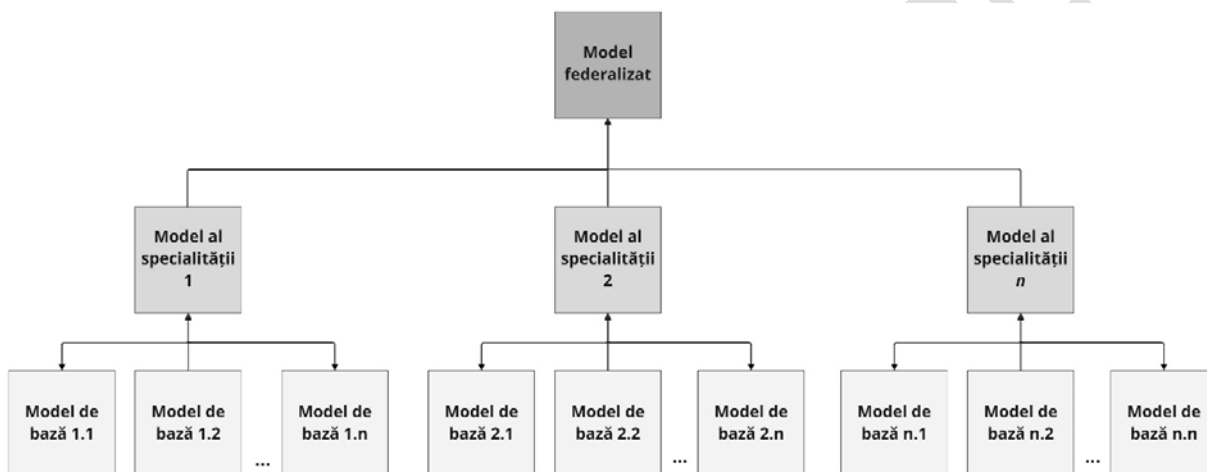 Model
federalizat
Model al
specialității
1
Model al
specialității
2
Model al
specialității
n
Model de
bază 1.1
Model de
bază 1.2
...
Model de
bază 1.n
Model de
bază 2.1
Model de
bază 2.2
...
Model de
bază 2.n
Model de
bază n.1
Model de
bază n.2
...
Model de
bază n.n